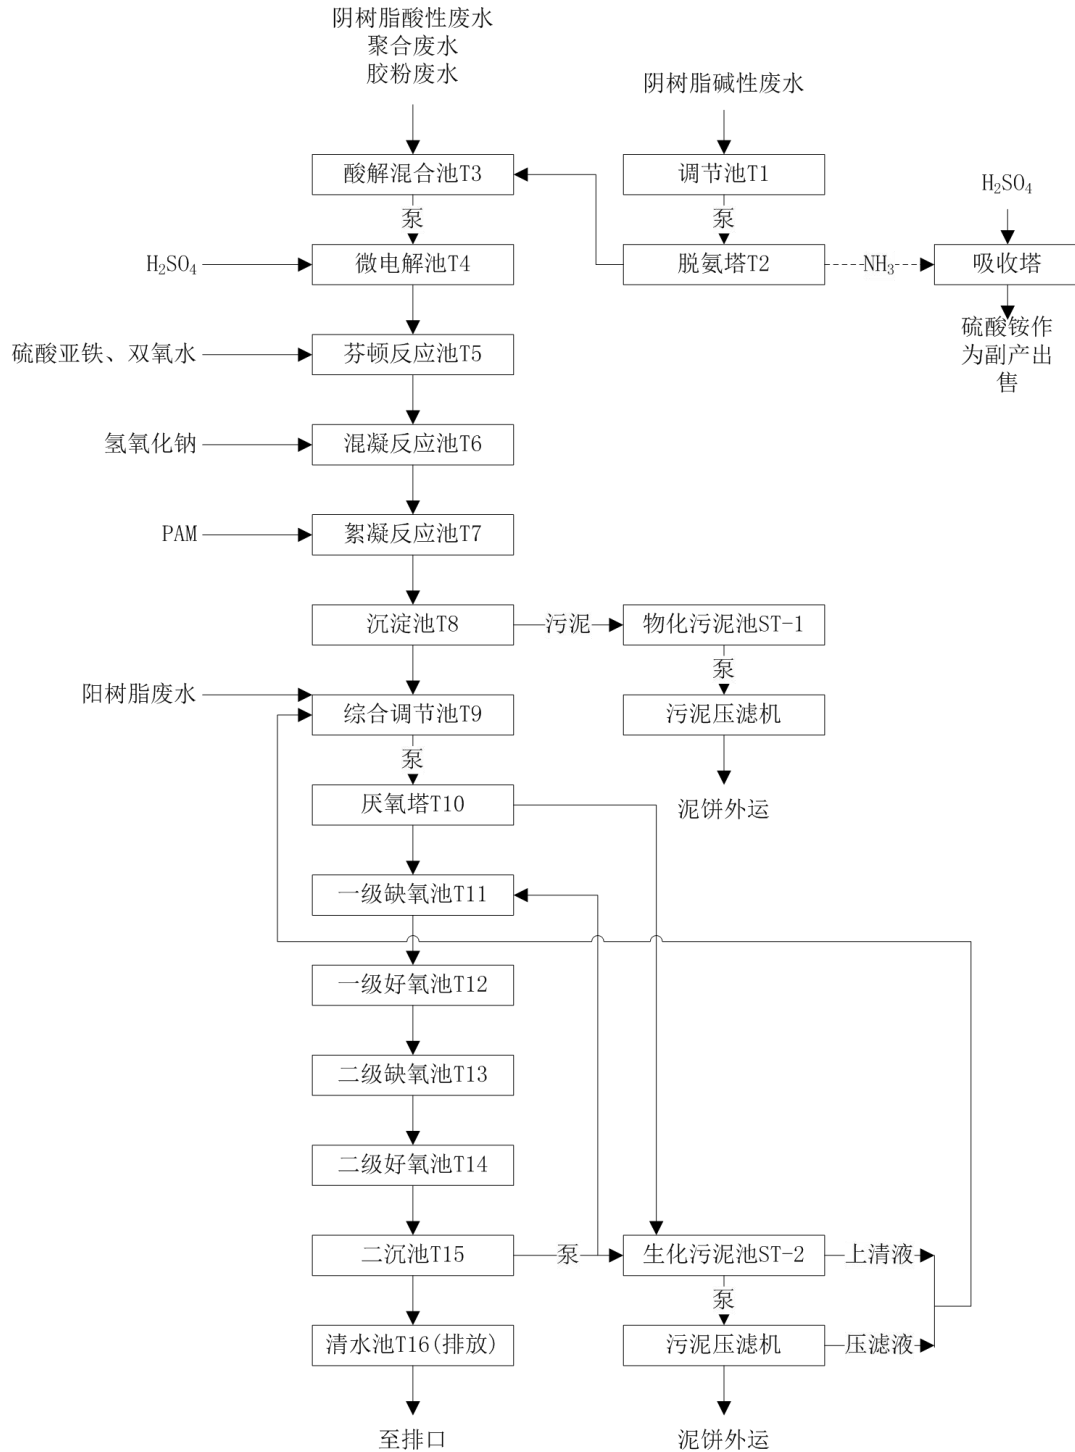 阴树脂酸性废水
聚合废水
胶粉废水
阴树脂碱性废水
酸解混合池T3
调节池T1
H₂SO₄
泵
泵
H₂SO₄
微电解池T4
脱氨塔T2
NH₃
吸收塔
硫酸铵作
为副产出
售
硫酸亚铁、双氧水
芬顿反应池T5
氢氧化钠
混凝反应池T6
PAM
絮凝反应池T7
沉淀池T8
污泥
物化污泥池ST-1
泵
阳树脂废水
综合调节池T9
污泥压滤机
泵
厌氧塔T10
泥饼外运
一级缺氧池T11
一级好氧池T12
二级缺氧池T13
二级好氧池T14
二沉池T15
泵
生化污泥池ST-2
上清液
泵
清水池T16(排放)
污泥压滤机
压滤液
至排口
泥饼外运